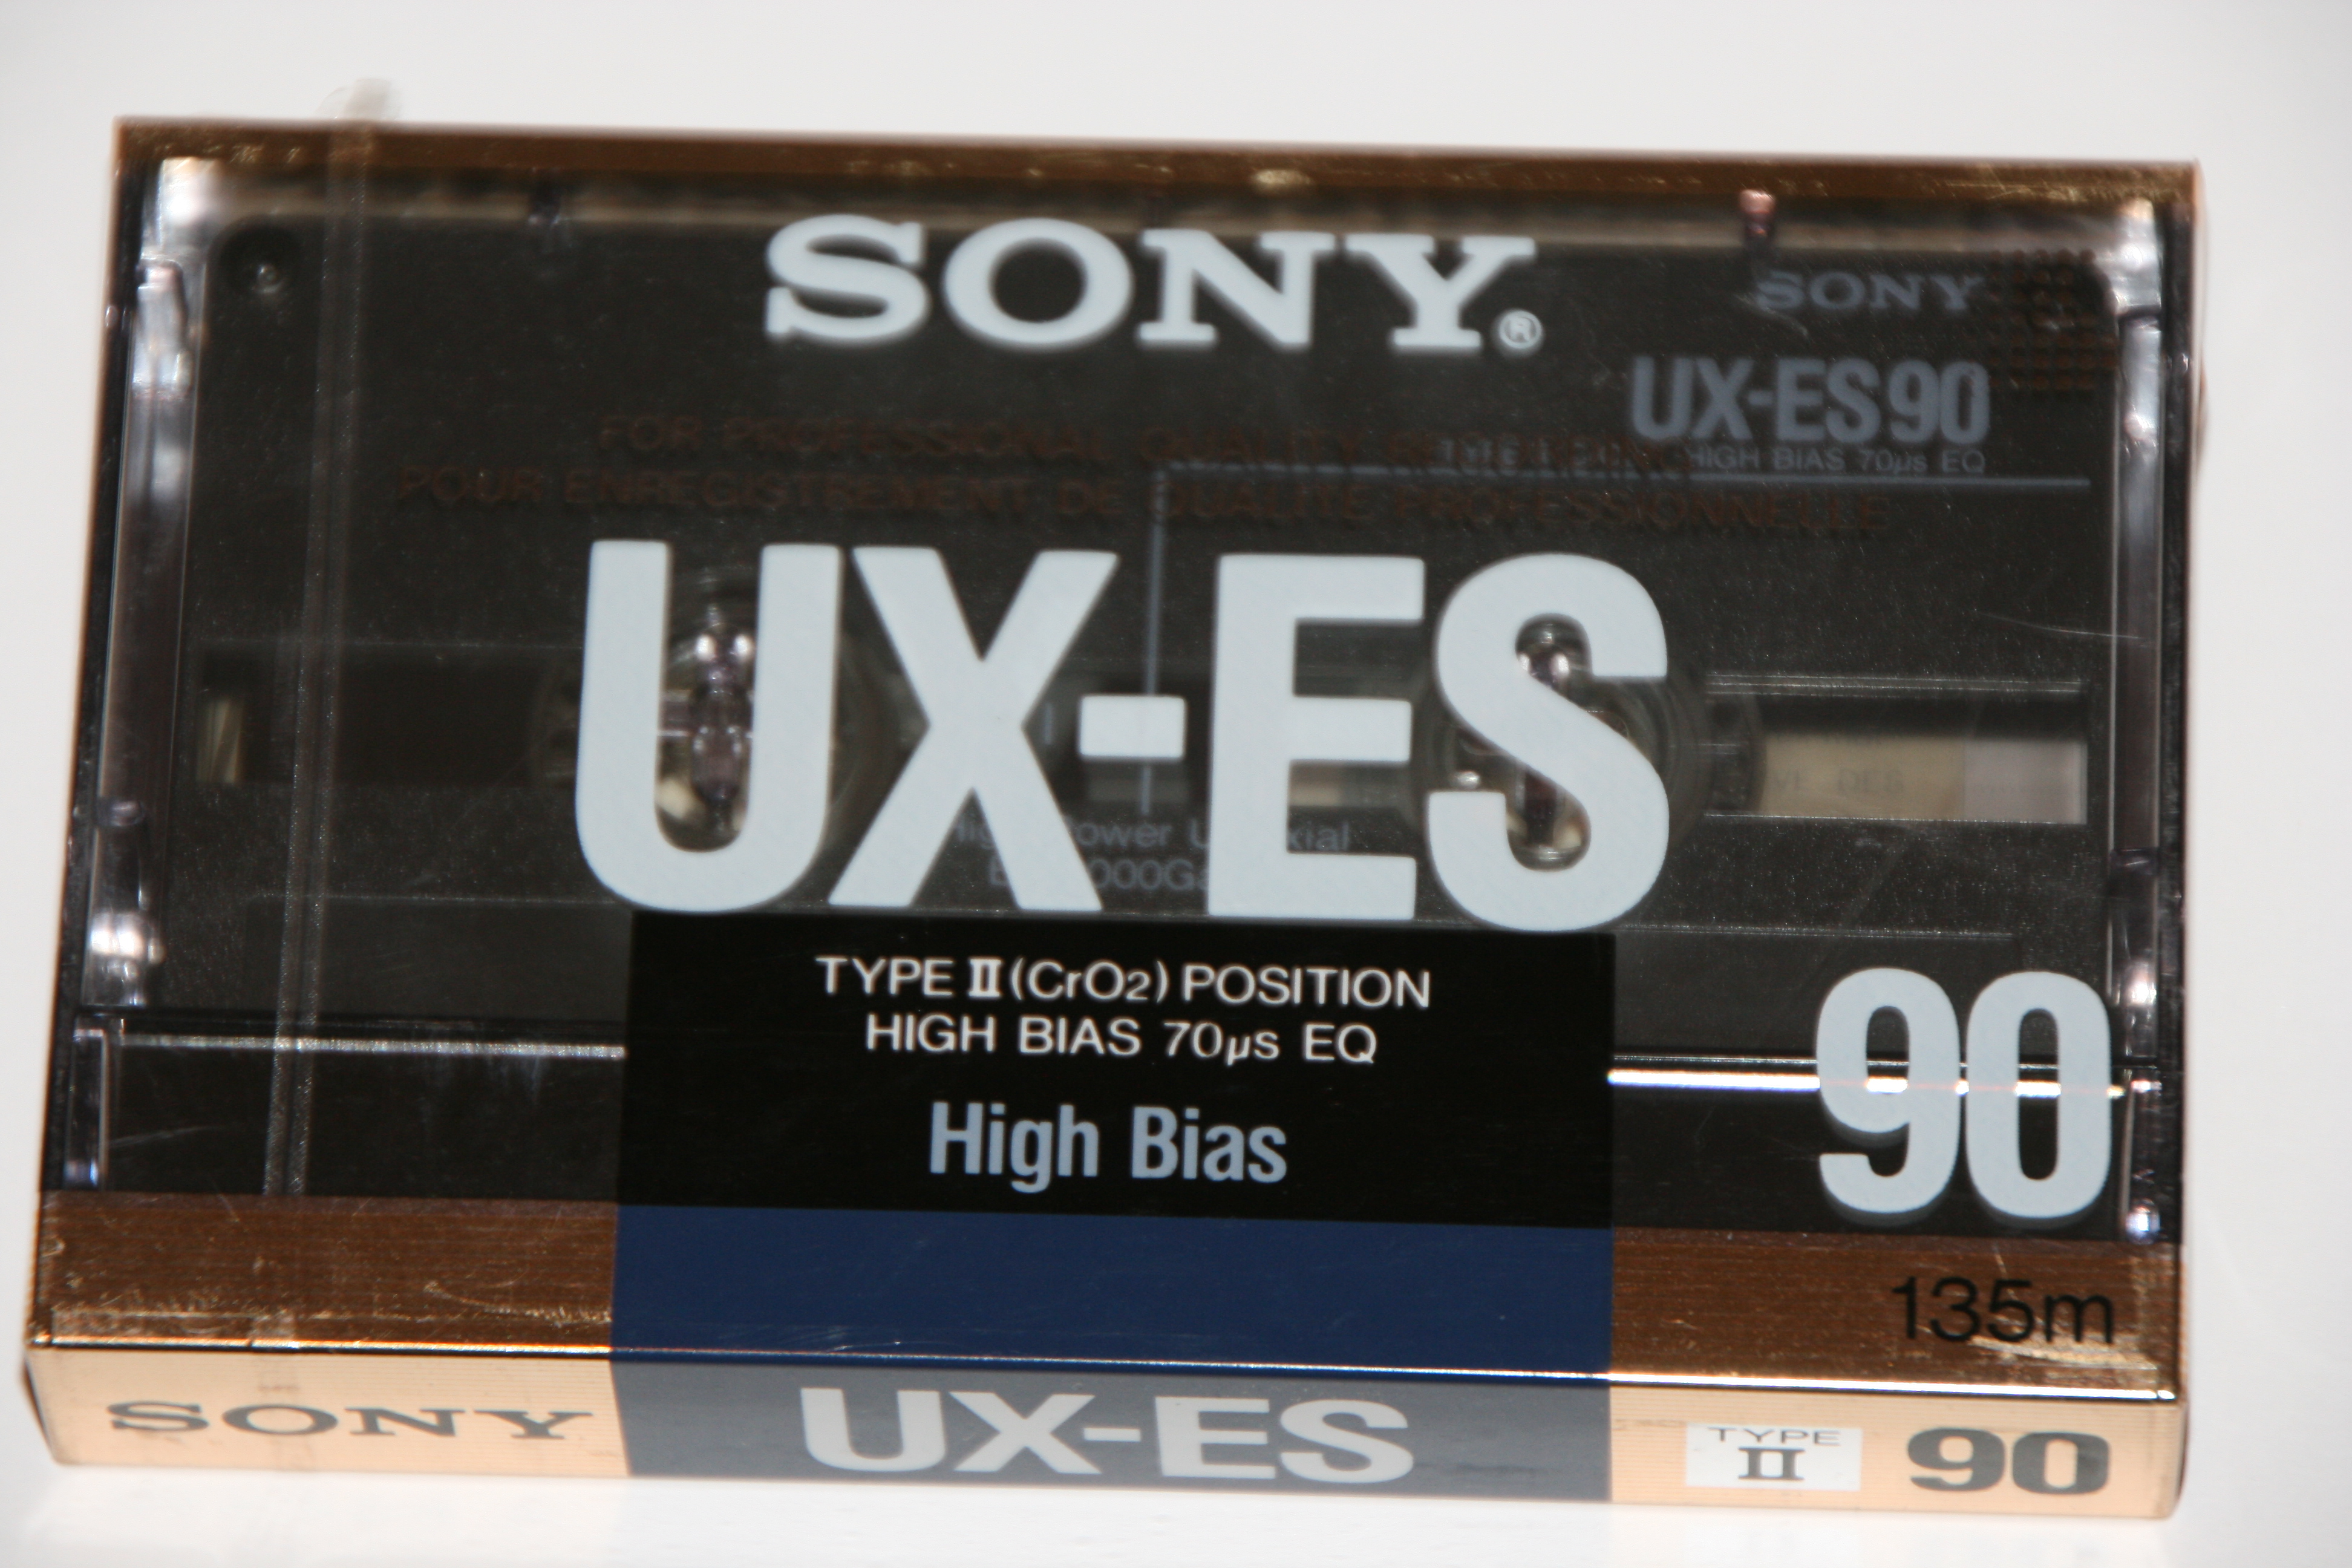 SONY®
SONY
UX-ES90
FOR PROFESSIONAL QUALITY RECORDING
HIGH BIAS 70µs EQ
POUR ENREGISTREMENT DE QUALITÉ PROFESSIONNELLE
UX-ES
TYPE II (CrO2) POSITION
HIGH BIAS 70µs EQ
High Bias
90
135m
SONY UX-ES TYPE II 90